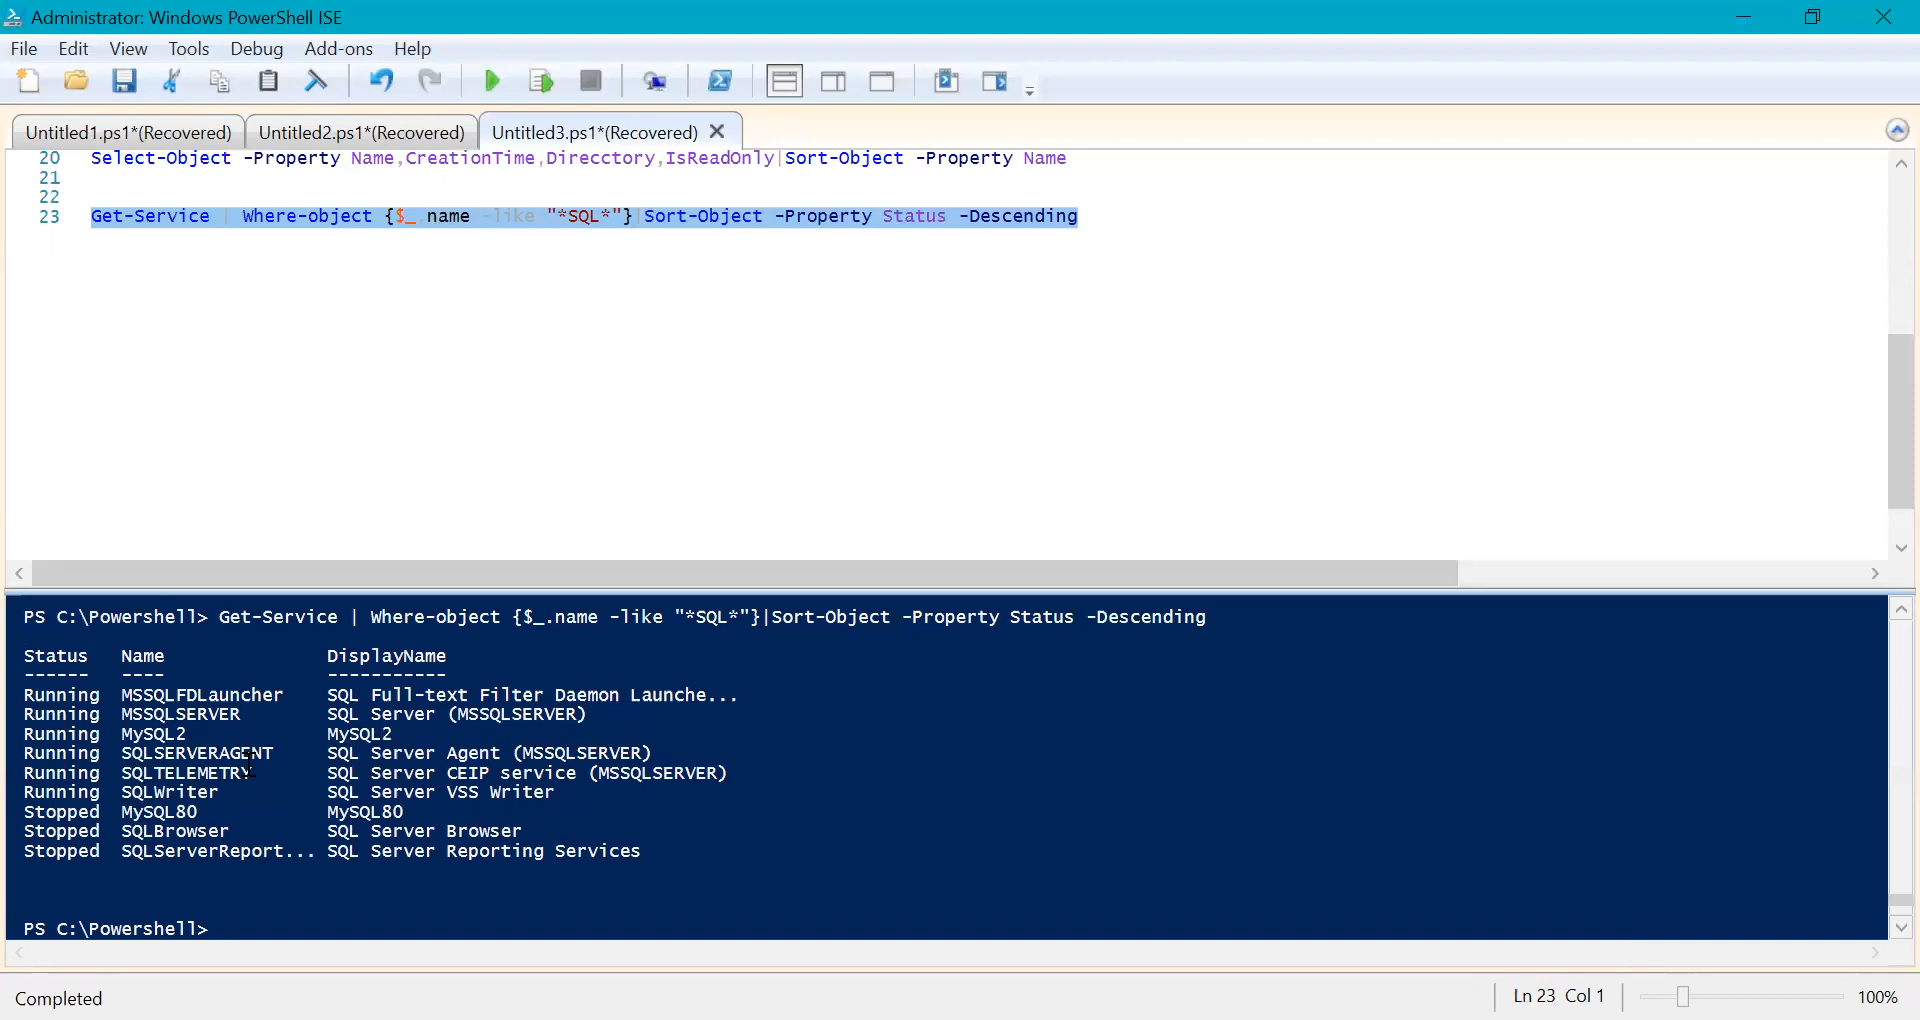 Administrator: Windows PowerShell ISE
File Edit View Tools Debug Add-ons Help
Untitled1.ps1*(Recovered) Untitled2.ps1*(Recovered) Untitled3.ps1*(Recovered)
20 Select-Object -Property Name,CreationTime,Direcctory,IsReadOnly|Sort-Object -Property Name
21
22
23 Get-Service | Where-object {$_.name -like "*SQL*"}|Sort-Object -Property Status -Descending
PS C:\Powershell> Get-Service | Where-object {$_.name -like "*SQL*"}|Sort-Object -Property Status -Descending
Status Name DisplayName
------ ---- -----------
Running MSSQLFDLauncher SQL Full-text Filter Daemon Launche...
Running MSSQLSERVER SQL Server (MSSQLSERVER)
Running MySQL2 MySQL2
Running SQLSERVERAGENT SQL Server Agent (MSSQLSERVER)
Running SQLTELEMETRY SQL Server CEIP service (MSSQLSERVER)
Running SQLWriter SQL Server VSS Writer
Stopped MySQL80 MySQL80
Stopped SQLBrowser SQL Server Browser
Stopped SQLServerReport... SQL Server Reporting Services
PS C:\Powershell>
Completed Ln 23 Col 1 100%